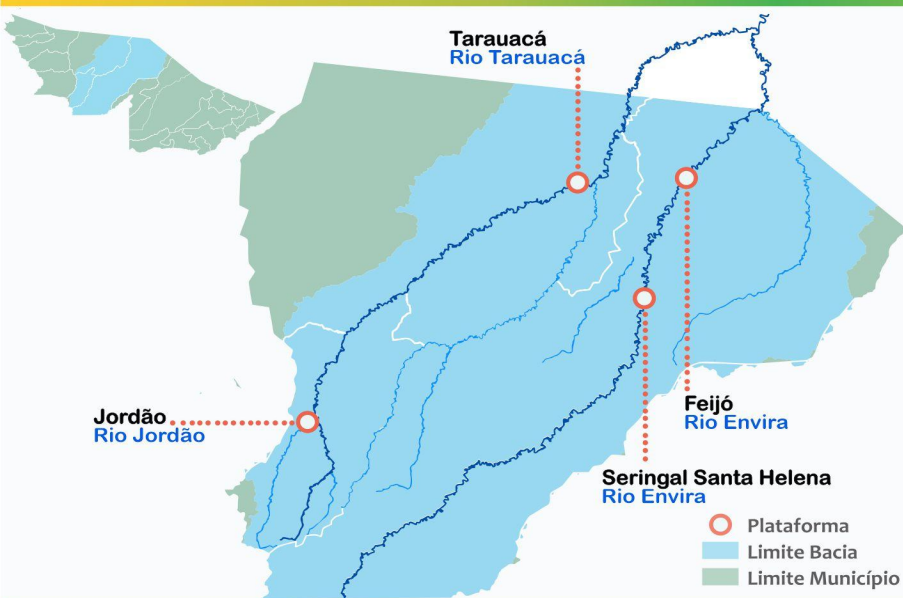 Tarauacá
Rio Tarauacá
Jordão
Rio Jordão
Feijó
Rio Envira
Seringal Santa Helena
Rio Envira
Plataforma
Limite Bacia
Limite Município